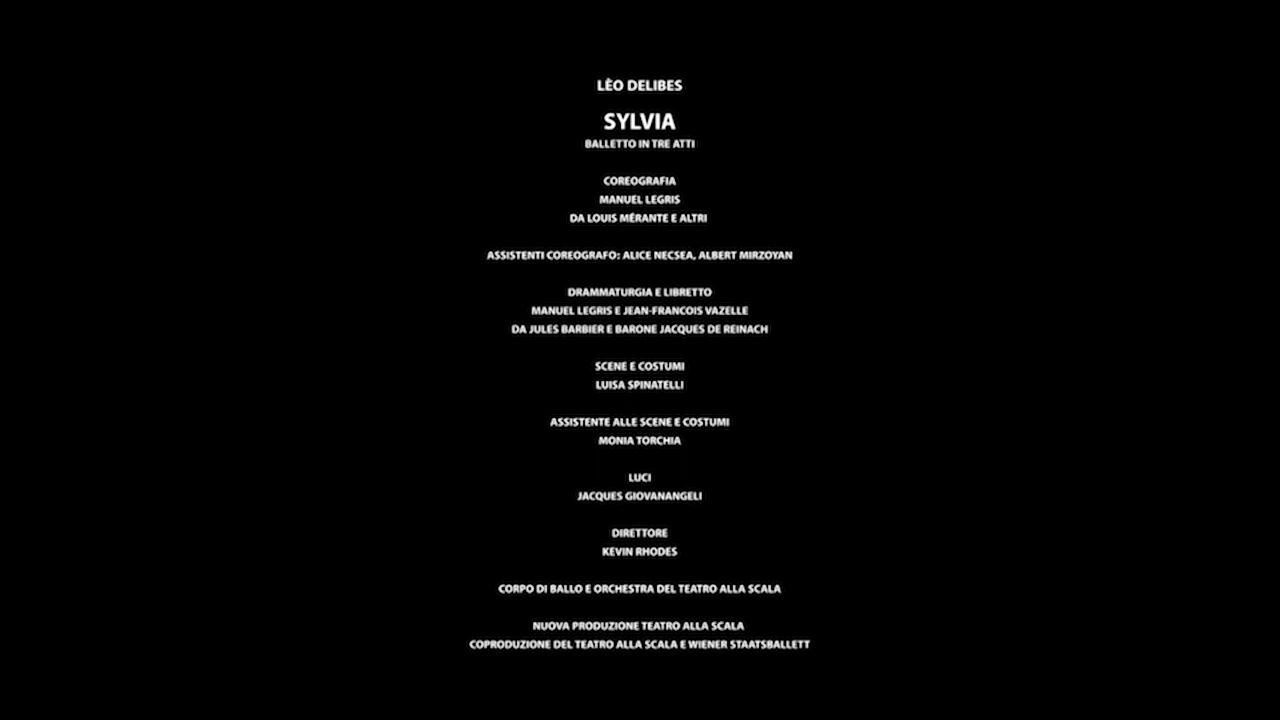 LÈO DELIBES
SYLVIA
BALLETTO IN TRE ATTI
COREOGRAFIA
MANUEL LEGRIS
DA LOUIS MÉRANTE E ALTRI
ASSISTENTI COREOGRAFO: ALICE NECSEA, ALBERT MIRZOYAN
DRAMMATURGIA E LIBRETTO
MANUEL LEGRIS E JEAN-FRANCOIS VAZELLE
DA JULES BARBIER E BARONE JACQUES DE REINACH
SCENE E COSTUMI
LUISA SPINATELLI
ASSISTENTE ALLE SCENE E COSTUMI
MONIA TORCHIA
LUCI
JACQUES GIOVANANGELI
DIRETTORE
KEVIN RHODES
CORPO DI BALLO E ORCHESTRA DEL TEATRO ALLA SCALA
NUOVA PRODUZIONE TEATRO ALLA SCALA
COPRODUZIONE DEL TEATRO ALLA SCALA E WIENER STAATSBALLETT